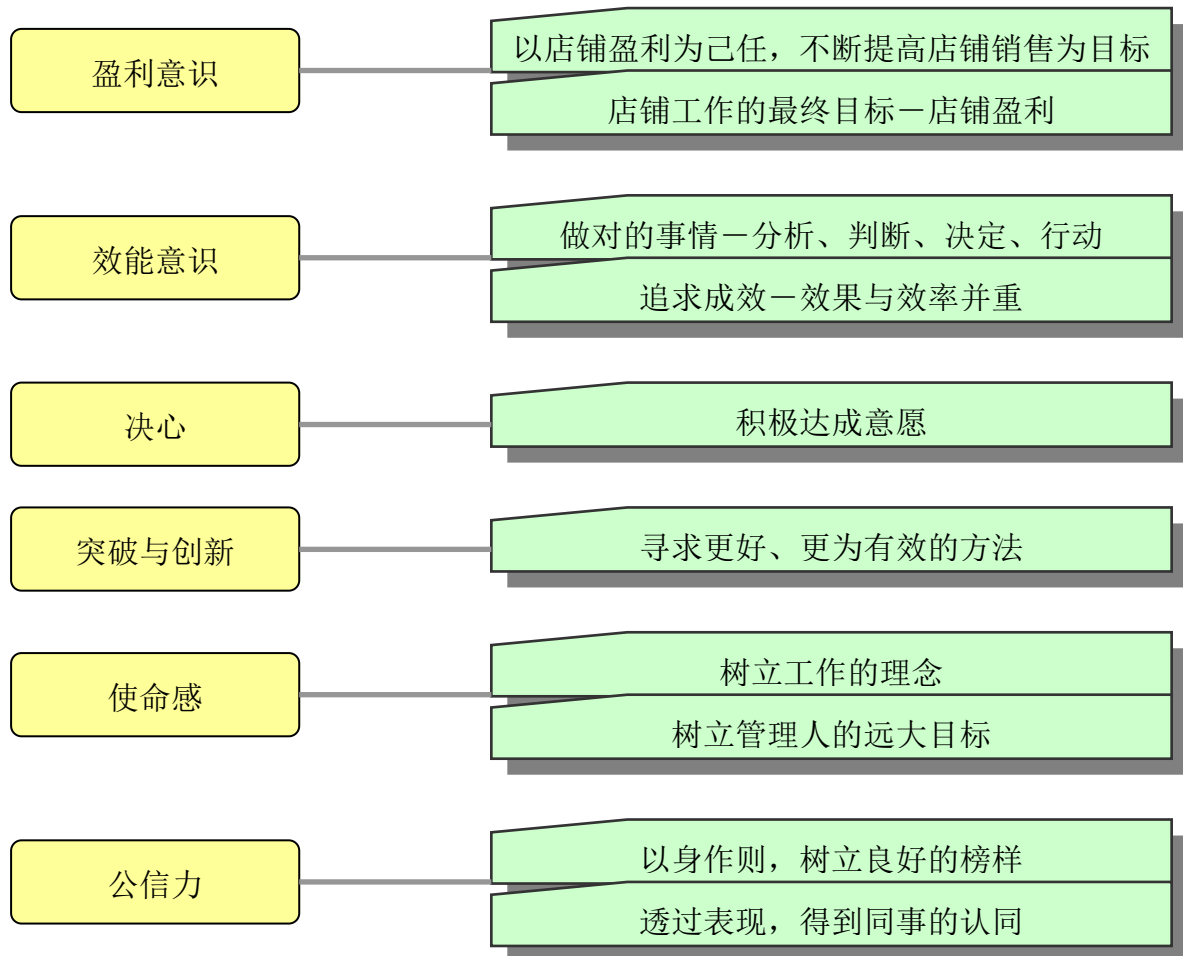 盈利意识
以店铺盈利为己任，不断提高店铺销售为目标
店铺工作的最终目标－店铺盈利
效能意识
做对的事情－分析、判断、决定、行动
追求成效－效果与效率并重
决心
积极达成意愿
突破与创新
寻求更好、更为有效的方法
使命感
树立工作的理念
树立管理人的远大目标
公信力
以身作则，树立良好的榜样
透过表现，得到同事的认同